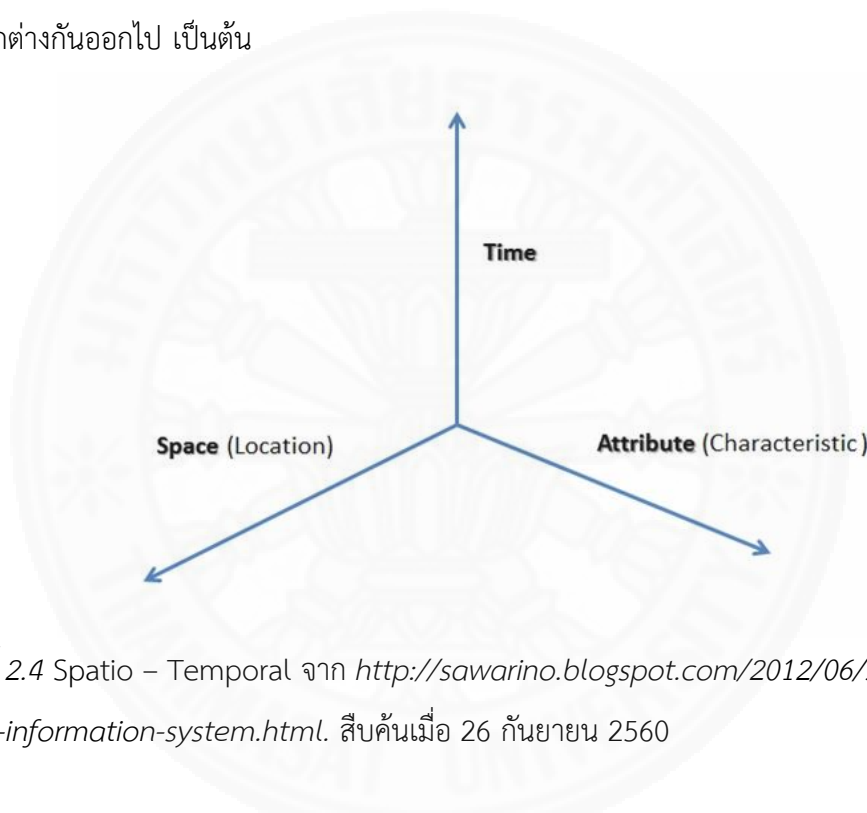 ต่างกันออกไป เป็นต้น
Time
Space (Location)
Attribute (Characteristic)
2.4 Spatio – Temporal จาก http://sawarino.blogspot.com/2012/06/
-information-system.html. สืบค้นเมื่อ 26 กันยายน 2560